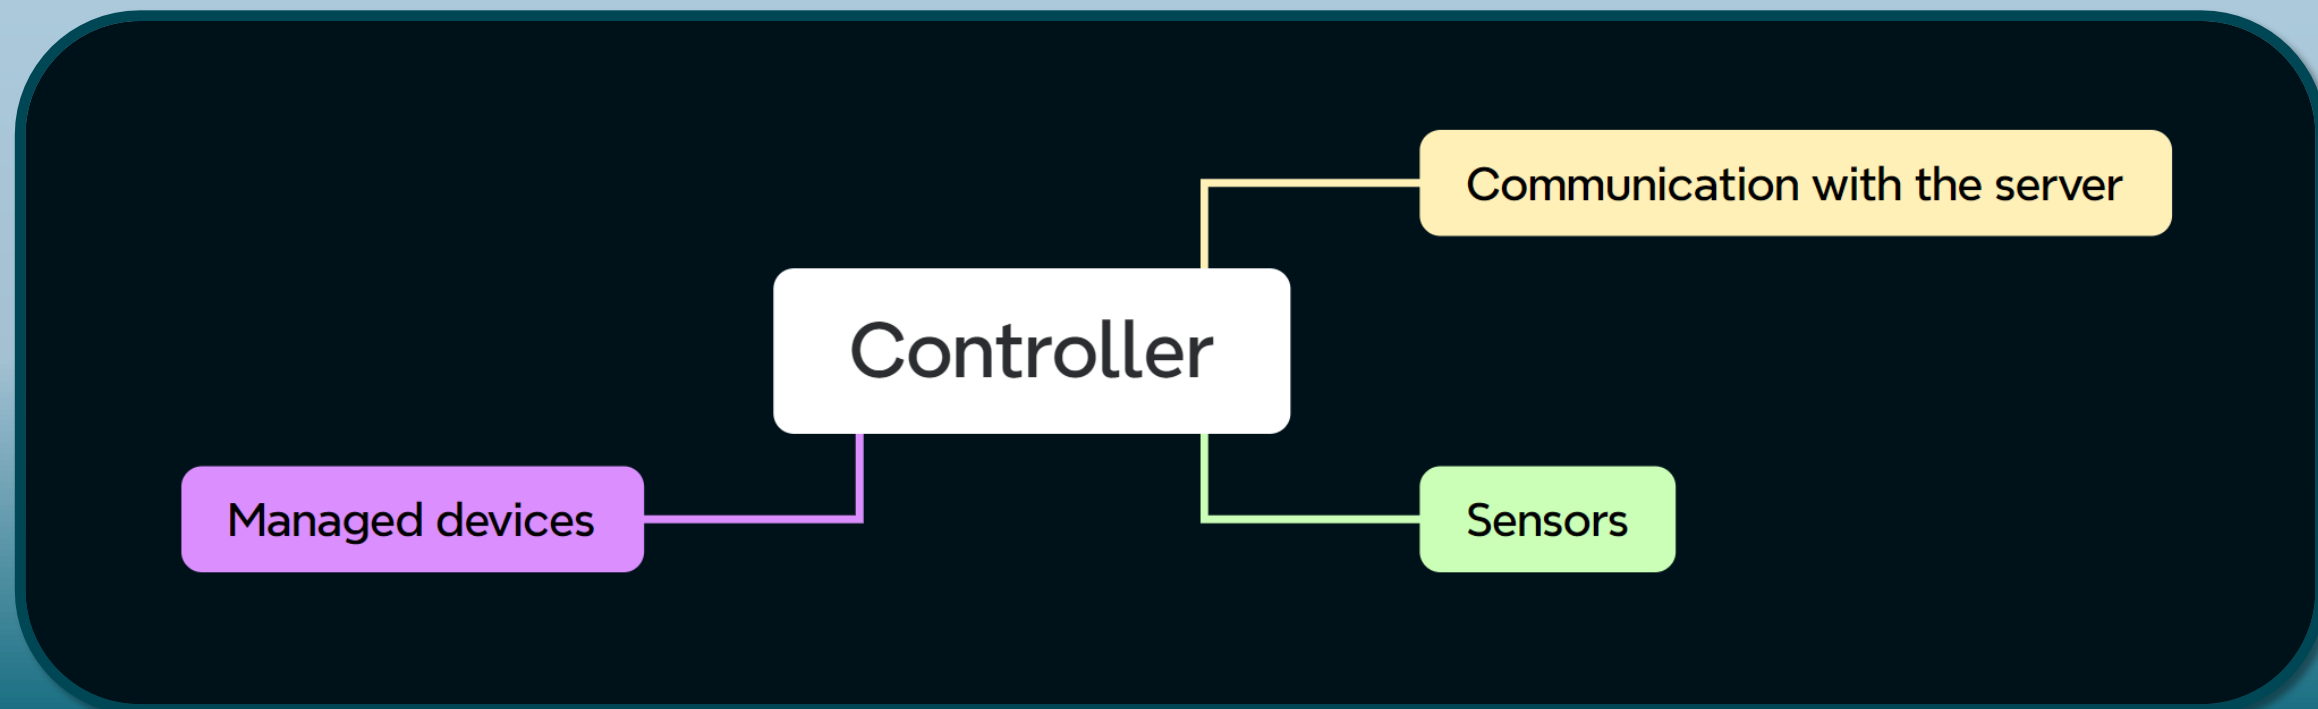 Communication with the server
Controller
Managed devices
Sensors